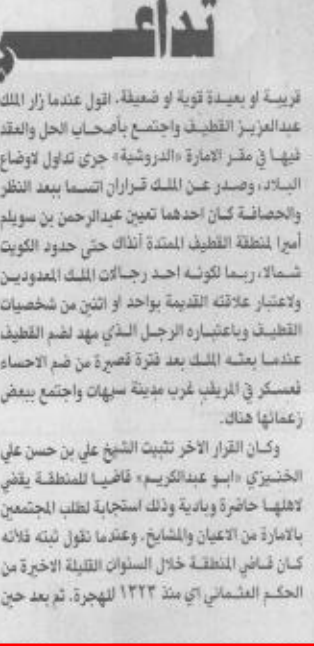 تداعي
قريبة او بعيدة قوية او ضعيفة. اقول عندما زار الملك
عبدالعزيز القطيف واجتمع بأصحاب الحل والعقد
فيها في مقر الامارة «الدروشية» جرى تداول لاوضاع
البلاد، وصدر عن الملك قراران اتسما ببعد النظر
والحصافة كان احدهما تعيين عبدالرحمن بن سويلم
أميرا لمنطقة القطيف الممتدة آنذاك حتى حدود الكويت
شمالا، ربما لكونه احد رجالات الملك المعدودين
ولاعتبار علاقته القديمة بواحد او اثنين من شخصيات
القطيف وباعتباره الرجل الذي مهد لضم القطيف
عندما بعثه الملك بعد فترة قصيرة من ضم الاحساء
فعسكر في المريقب غرب مدينة سيهات واجتمع ببعض
زعمائها هناك.
وكان القرار الآخر تثبيت الشيخ علي بن حسن علي
الخنيزي «ابو عبدالكريم» قاضيا للمنطقة يقضي
لاهلها حاضرة وبادية وذلك استجابة لطلب المجتمعين
بالامارة من الاعيان والمشايخ. وعندما نقول ثبته فلأنه
كان قاضي المنطقة خلال السنوات القليلة الاخيرة من
الحكم العثماني اي منذ ١٣٢٣ للهجرة. ثم بعد حين